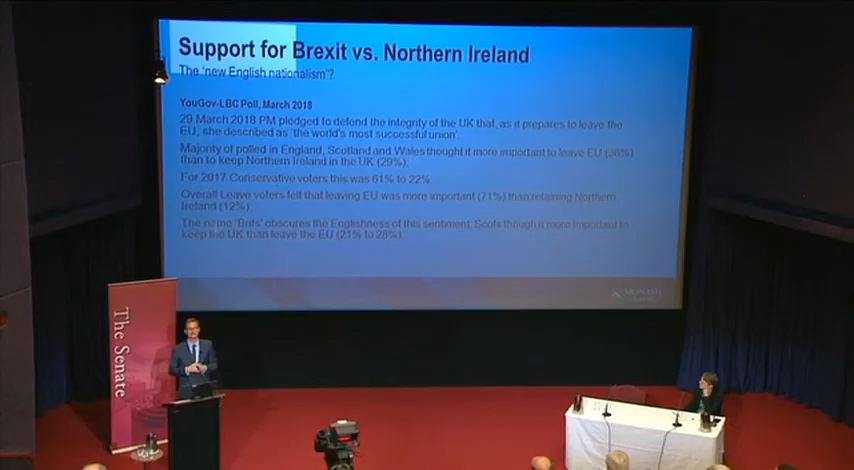 Support for Brexit vs. Northern Ireland
The 'new English nationalism'?
YouGov-LBC Poll, March 2018
29 March 2018 PM pledged to defend the integrity of the UK that, as it prepares to leave the
EU, she described as 'the world's most successful union'.
Majority of polled in England, Scotland and Wales thought it more important to leave EU (36%)
than to keep Northern Ireland in the UK (29%).
For 2017 Conservative voters this was 61% to 22%.
Overall Leave voters felt that leaving EU was more important (71%) than retaining Northern
Ireland (12%).
The name 'Brits' obscures the Englishness of this sentiment. Scots though it more important to
keep the UK than leave the EU (21% to 28%)
MONASH
The Senate